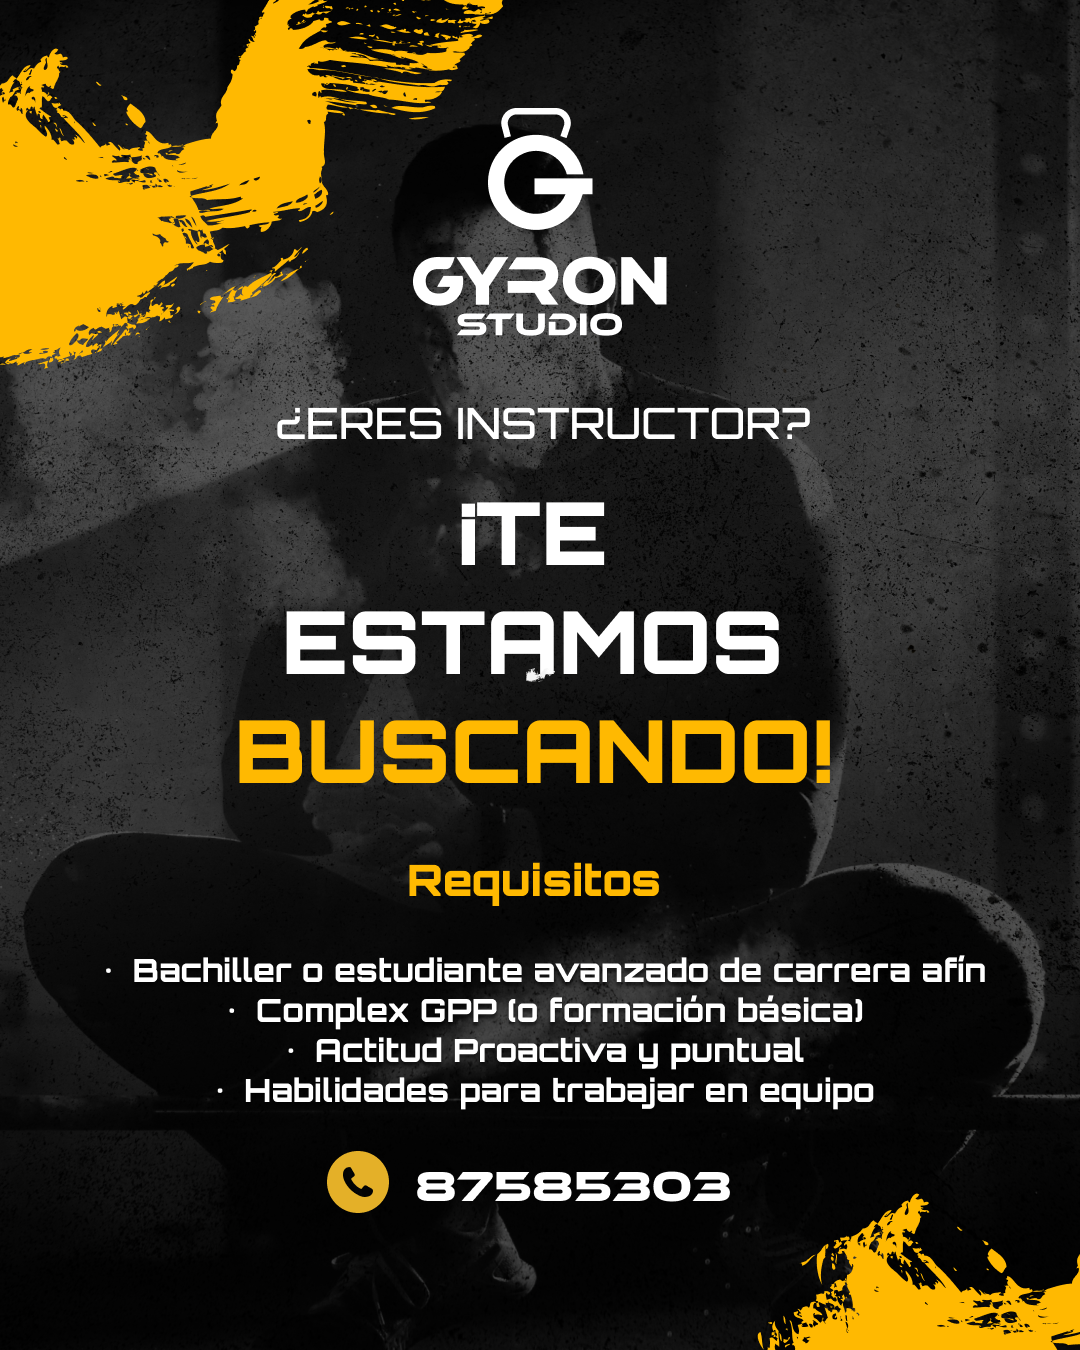 G
GYRON
STUDIO
¿ERES INSTRUCTOR?
¡TE
ESTAMOS
BUSCANDO!
Requisitos
· Bachiller o estudiante avanzado de carrera afín
· Complex GPP (o formación básica)
· Actitud Proactiva y puntual
· Habilidades para trabajar en equipo
87585303